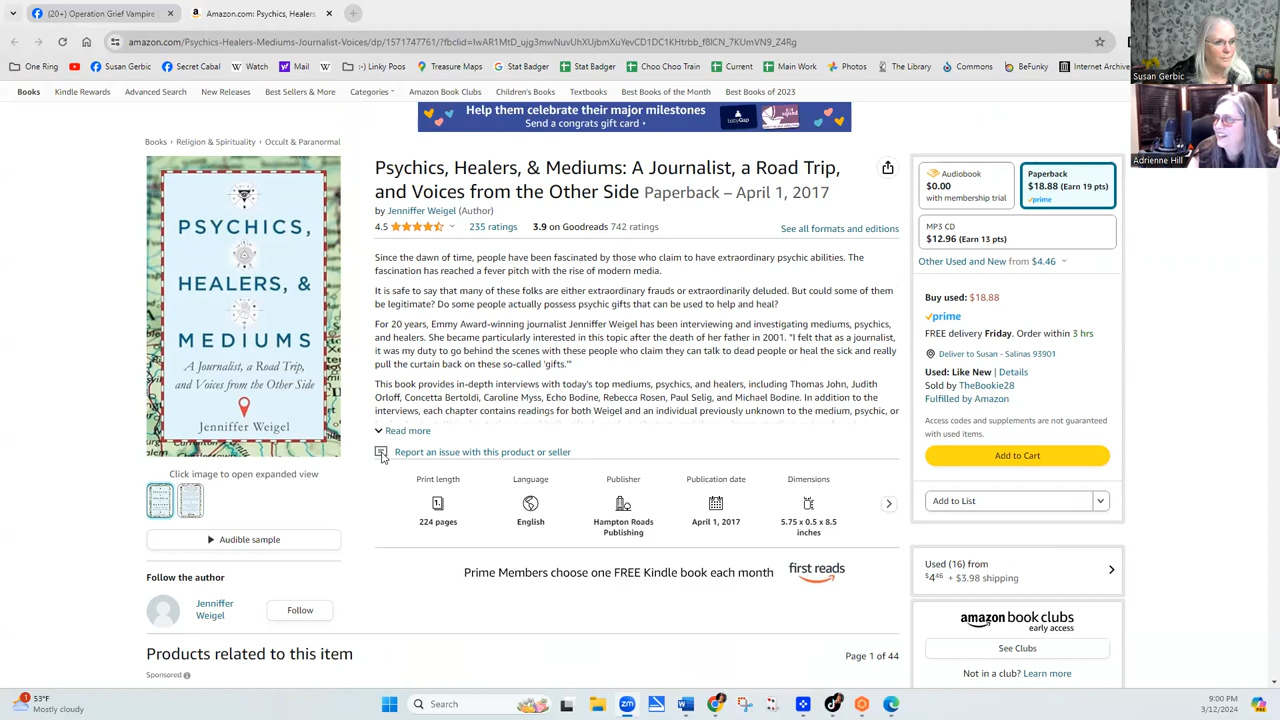 (20+) Operation Grief Vampire
Amazon.com: Psychics, Healers,
amazon.com/Psychics-Healers-Mediums-Journalist-Voices/dp/1571747761/?fbclid=IwAR1MtD_ujg3mwNuvUhXUjbmXuYevCD1DC1KHtrbb_f8ICN_7KUmVN9_Z4Rg
One Ring
YouTube
Susan Gerbic
Secret Cabal
Watch
Mail
:-) Linky Poos
Google Maps
Stat Badger
Stat Badger
Choo Choo Train
Current
Main Work
Photos
The Library
Commons
BeFunky
Internet Archive
Susan Gerbic
Adrienne Hill
Books
Kindle Rewards
Advanced Search
New Releases
Best Sellers & More
Categories
Amazon Book Clubs
Children's Books
Textbooks
Best Books of the Month
Best Books of 2023
Help them celebrate their major milestones
Send a congrats gift card ›
babyGap
Books › Religion & Spirituality › Occult & Paranormal
PSYCHICS,
HEALERS, &
MEDIUMS
A Journalist, a Road Trip,
and Voices from the Other Side
Jenniffer Weigel
Click image to open expanded view
Audible sample
Follow the author
Jenniffer
Weigel
Follow
Psychics, Healers, & Mediums: A Journalist, a Road Trip,
and Voices from the Other Side Paperback – April 1, 2017
by Jenniffer Weigel (Author)
4.5
235 ratings
3.9 on Goodreads 742 ratings
See all formats and editions
Since the dawn of time, people have been fascinated by those who claim to have extraordinary psychic abilities. The
fascination has reached a fever pitch with the rise of modern media.
It is safe to say that many of these folks are either extraordinary frauds or extraordinarily deluded. But could some of them
be legitimate? Do some people actually possess psychic gifts that can be used to help and heal?
For 20 years, Emmy Award-winning journalist Jenniffer Weigel has been interviewing and investigating mediums, psychics,
and healers. She became particularly interested in this topic after the death of her father in 2001. "I felt that as a journalist,
it was my duty to go behind the scenes with these people who claim they can talk to dead people or heal the sick and really
pull the curtain back on these so-called 'gifts.'"
This book provides in-depth interviews with today's top mediums, psychics, and healers, including Thomas John, Judith
Orloff, Concetta Bertoldi, Caroline Myss, Echo Bodine, Rebecca Rosen, Paul Selig, and Michael Bodine. In addition to the
interviews, each chapter contains readings for both Weigel and an individual previously unknown to the medium, psychic, or
Read more
Report an issue with this product or seller
Print length
224 pages
Language
English
Publisher
Hampton Roads
Publishing
Publication date
April 1, 2017
Dimensions
5.75 x 0.5 x 8.5
inches
Prime Members choose one FREE Kindle book each month
first reads
Products related to this item
Page 1 of 44
Sponsored
Audiobook
$0.00
with membership trial
Paperback
$18.88 (Earn 19 pts)
prime
MP3 CD
$12.96 (Earn 13 pts)
Other Used and New from $4.46
Buy used: $18.88
prime
FREE delivery Friday. Order within 3 hrs
Deliver to Susan - Salinas 93901
Used: Like New | Details
Sold by TheBookie28
Fulfilled by Amazon
Access codes and supplements are not guaranteed
with used items.
Add to Cart
Add to List
Used (16) from
$4.46 + $3.98 shipping
amazon book clubs
early access
See Clubs
Not in a club? Learn more
1
53°F
Mostly cloudy
Search
9:00 PM
3/12/2024